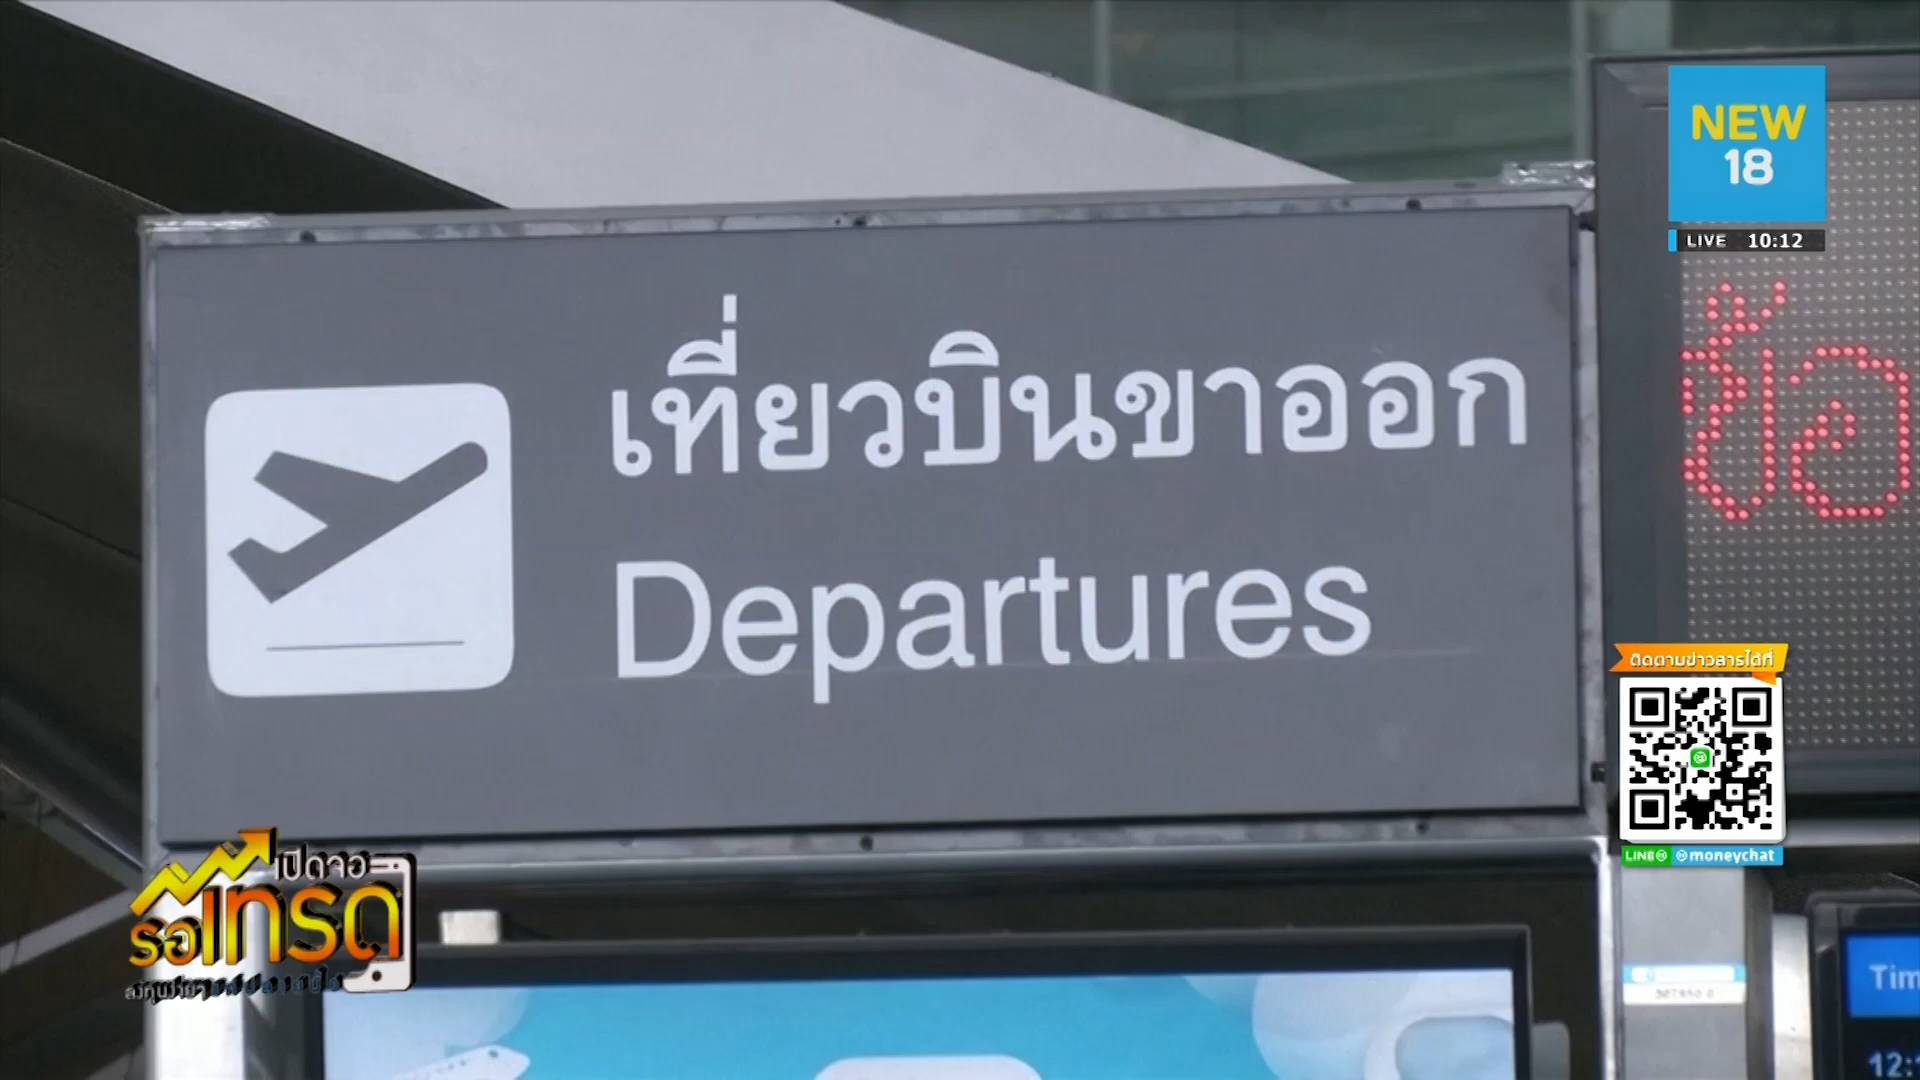 NEW
18
LIVE 10:12
เที่ยวบินขาออก
Departures
ติดตามข่าวสารได้ที่
LINE@ @moneychat
เปิดจอ
รอเทรด
Tim
12: